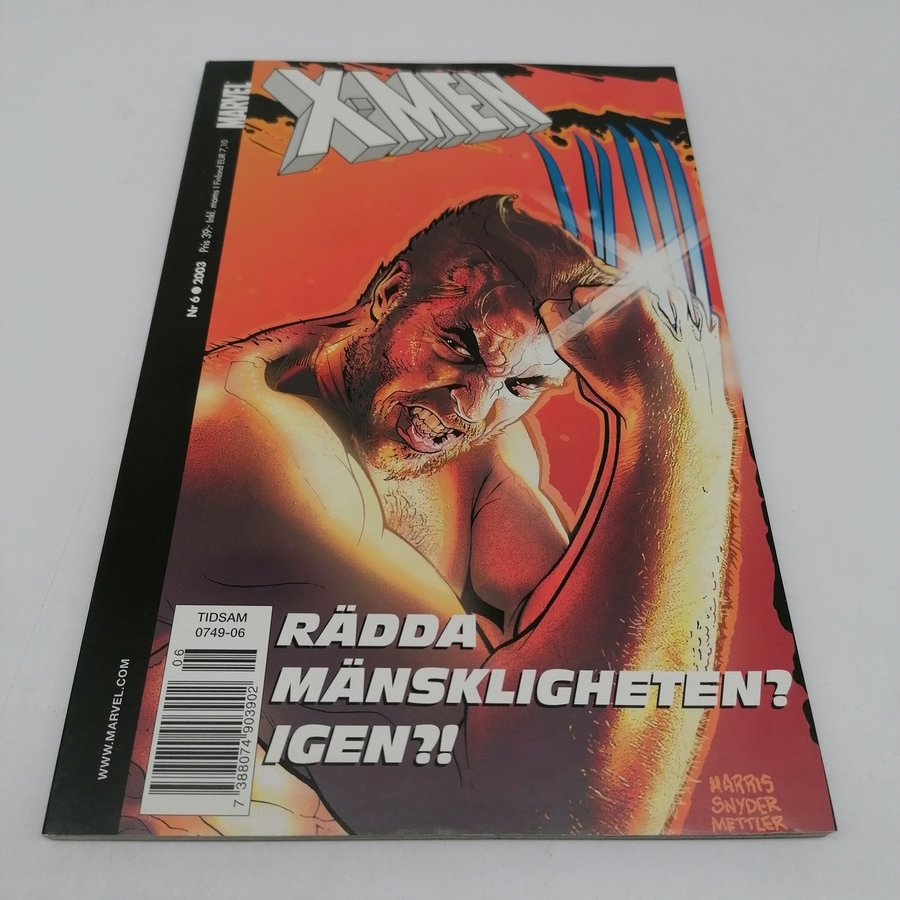 MARVEL
X-MEN
Nr 6 ● 2003 Pris 39:- Inkl. moms | Finland EUR 7,10
RÄDDA
MÄNSKLIGHETEN?
IGEN?!
TIDSAM
0749-06
06
7 388074 903902
WWW.MARVEL.COM
HARRIS
SNYDER
METTLER